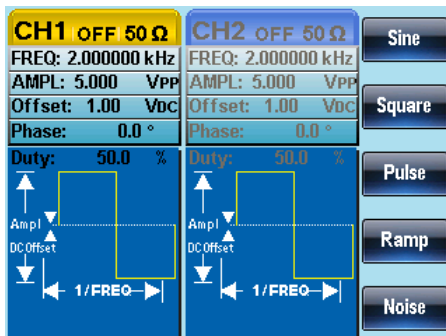 CH1 OFF 50 Ω
FREQ: 2.000000 kHz
AMPL: 5.000 VPP
Offset: 1.00 VDC
Phase: 0.0 °
Duty: 50.0 %
Ampl
DC Offset
1/FREQ
CH2 OFF 50 Ω
FREQ: 2.000000 kHz
AMPL: 5.000 VPP
Offset: 1.00 VDC
Phase: 0.0 °
Duty: 50.0 %
Ampl
DC Offset
1/FREQ
Sine
Square
Pulse
Ramp
Noise